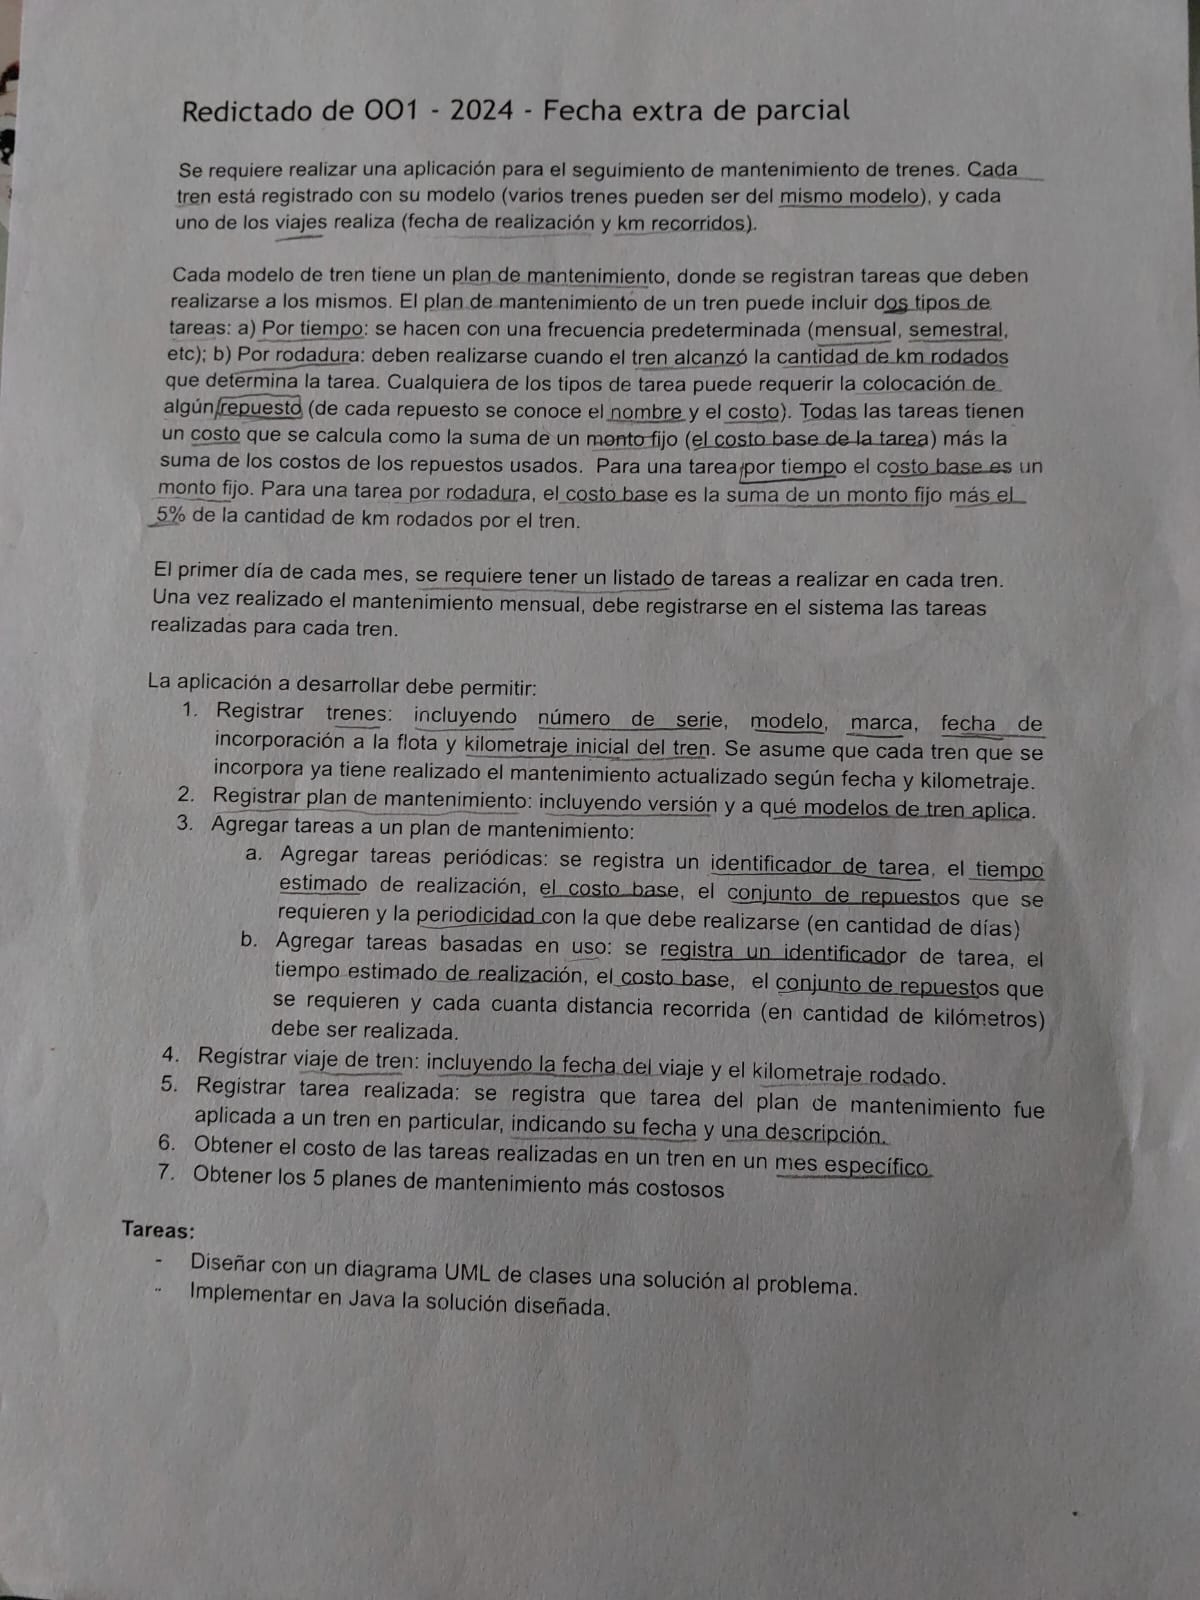 Redictado de OO1 - 2024 - Fecha extra de parcial
Se requiere realizar una aplicación para el seguimiento de mantenimiento de trenes. Cada
tren está registrado con su modelo (varios trenes pueden ser del mismo modelo), y cada
uno de los viajes realiza (fecha de realización y km recorridos).
Cada modelo de tren tiene un plan de mantenimiento, donde se registran tareas que deben
realizarse a los mismos. El plan de mantenimiento de un tren puede incluir dos tipos de
tareas: a) Por tiempo: se hacen con una frecuencia predeterminada (mensual, semestral,
etc); b) Por rodadura: deben realizarse cuando el tren alcanzó la cantidad de km rodados
que determina la tarea. Cualquiera de los tipos de tarea puede requerir la colocación de
algún repuesto (de cada repuesto se conoce el nombre y el costo). Todas las tareas tienen
un costo que se calcula como la suma de un monto fijo (el costo base de la tarea) más la
suma de los costos de los repuestos usados. Para una tarea por tiempo el costo base es un
monto fijo. Para una tarea por rodadura, el costo base es la suma de un monto fijo más el
5% de la cantidad de km rodados por el tren.
El primer día de cada mes, se requiere tener un listado de tareas a realizar en cada tren.
Una vez realizado el mantenimiento mensual, debe registrarse en el sistema las tareas
realizadas para cada tren.
La aplicación a desarrollar debe permitir:
1. Registrar trenes: incluyendo número de serie, modelo, marca, fecha de
incorporación a la flota y kilometraje inicial del tren. Se asume que cada tren que se
incorpora ya tiene realizado el mantenimiento actualizado según fecha y kilometraje.
2. Registrar plan de mantenimiento: incluyendo versión y a qué modelos de tren aplica.
3. Agregar tareas a un plan de mantenimiento:
a. Agregar tareas periódicas: se registra un identificador de tarea, el tiempo
estimado de realización, el costo base, el conjunto de repuestos que se
requieren y la periodicidad con la que debe realizarse (en cantidad de días)
b. Agregar tareas basadas en uso: se registra un identificador de tarea, el
tiempo estimado de realización, el costo base, el conjunto de repuestos que
se requieren y cada cuanta distancia recorrida (en cantidad de kilómetros)
debe ser realizada.
4. Registrar viaje de tren: incluyendo la fecha del viaje y el kilometraje rodado.
5. Registrar tarea realizada: se registra que tarea del plan de mantenimiento fue
aplicada a un tren en particular, indicando su fecha y una descripción.
6. Obtener el costo de las tareas realizadas en un tren en un mes específico
7. Obtener los 5 planes de mantenimiento más costosos
Tareas:
- Diseñar con un diagrama UML de clases una solución al problema.
- Implementar en Java la solución diseñada.